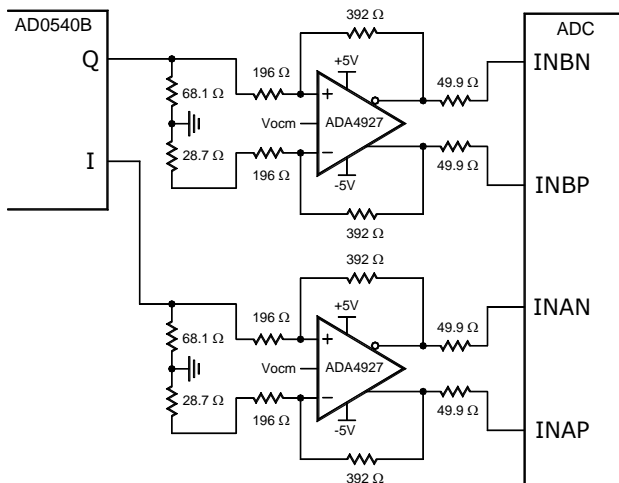 AD0540B
Q
I
68.1 Ω
28.7 Ω
196 Ω
196 Ω
Vocm
392 Ω
+5V
+
ADA4927
−
-5V
392 Ω
49.9 Ω
49.9 Ω
ADC
INBN
INBP
68.1 Ω
28.7 Ω
196 Ω
196 Ω
Vocm
392 Ω
+5V
+
ADA4927
−
-5V
392 Ω
49.9 Ω
49.9 Ω
INAN
INAP